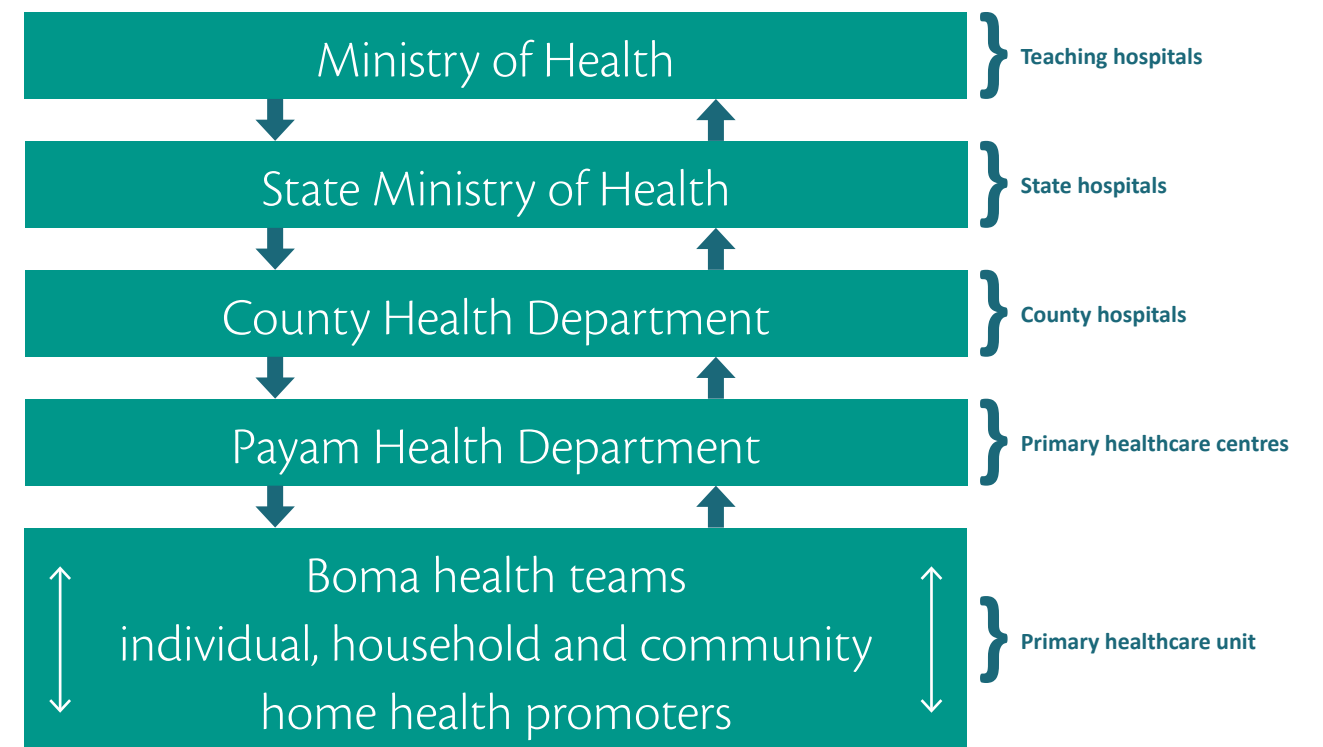 Ministry of Health
Teaching hospitals
State Ministry of Health
State hospitals
County Health Department
County hospitals
Payam Health Department
Primary healthcare centres
Boma health teams
individual, household and community
home health promoters
Primary healthcare unit